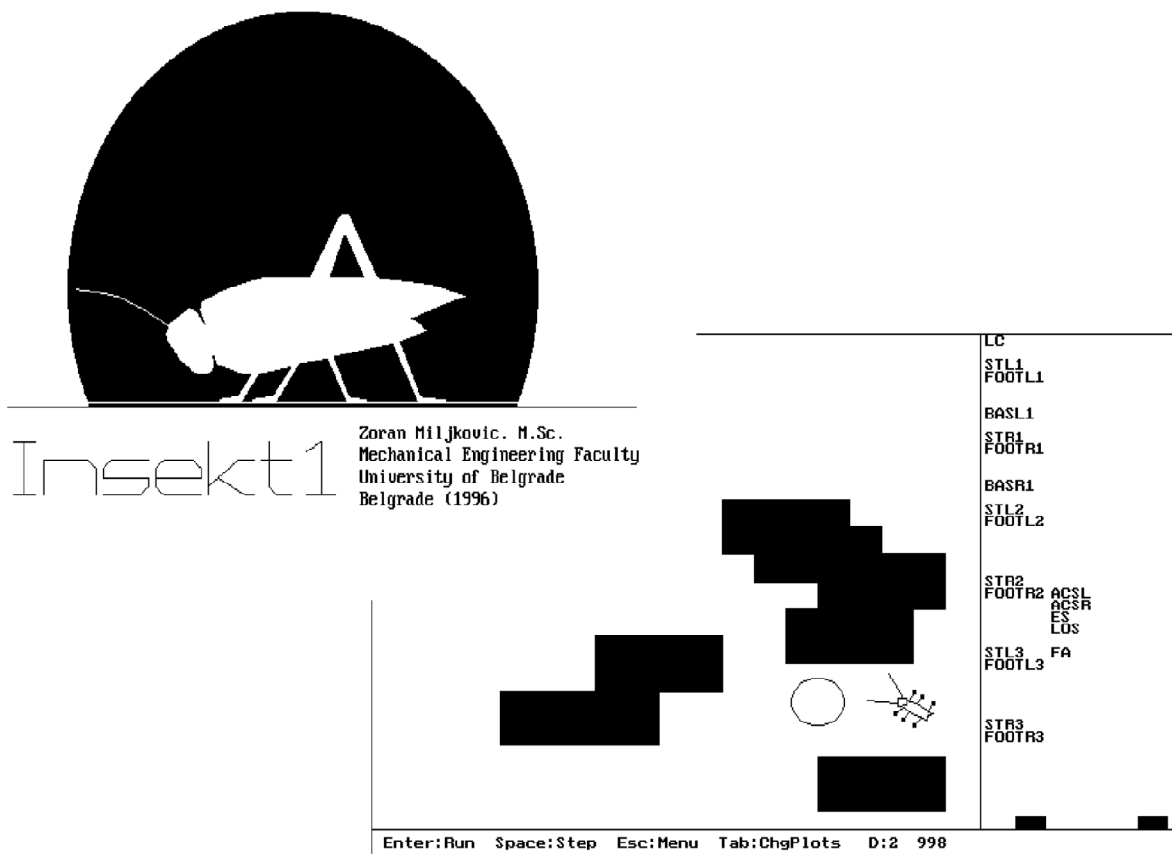 Insekt1
Zoran Miljkovic. M.Sc.
Mechanical Engineering Faculty
University of Belgrade
Belgrade (1996)
LC
STL1
FOOTL1
BASL1
STR1
FOOTR1
BASR1
STL2
FOOTL2
STR2
FOOTR2 ACSL
ACSR
ES
LOS
STL3 FA
FOOTL3
STR3
FOOTR3
Enter:Run Space:Step Esc:Menu Tab:ChgPlots D:2 998